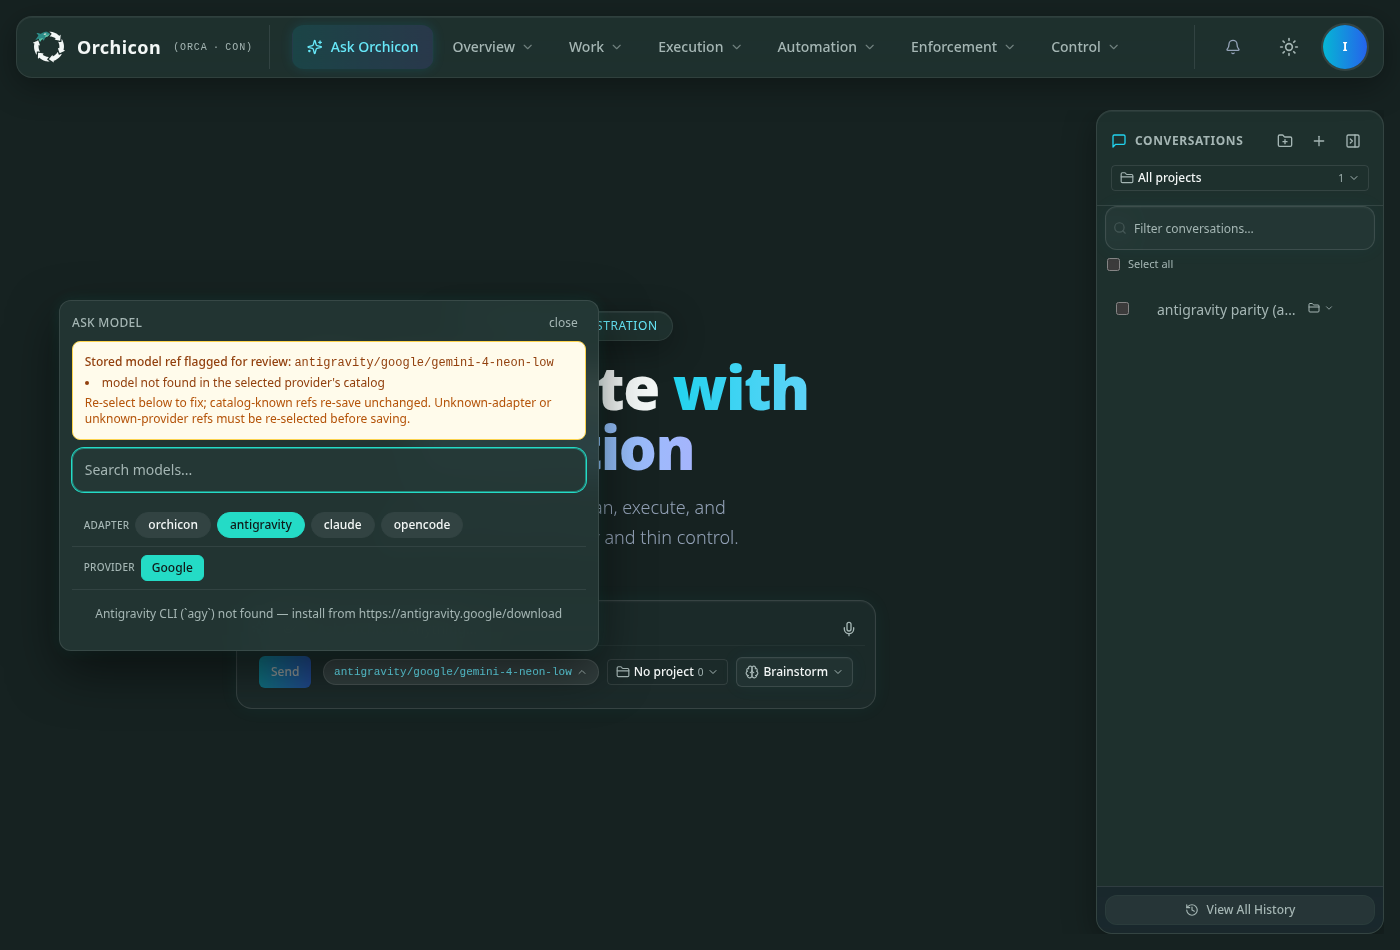 Orchicon (ORCA · CON)
Ask Orchicon
Overview
Work
Execution
Automation
Enforcement
Control
I
CONVERSATIONS
All projects 1
Filter conversations...
Select all
antigravity parity (a...
View All History
ASK MODEL
close
Stored model ref flagged for review: antigravity/google/gemini-4-neon-low
• model not found in the selected provider's catalog
Re-select below to fix; catalog-known refs re-save unchanged. Unknown-adapter or
unknown-provider refs must be re-selected before saving.
Search models...
ADAPTER orchicon antigravity claude opencode
PROVIDER Google
Antigravity CLI (`agy`) not found — install from https://antigravity.google/download
STRATION
te with
tion
an, execute, and
and thin control.
Send
antigravity/google/gemini-4-neon-low
No project 0
Brainstorm